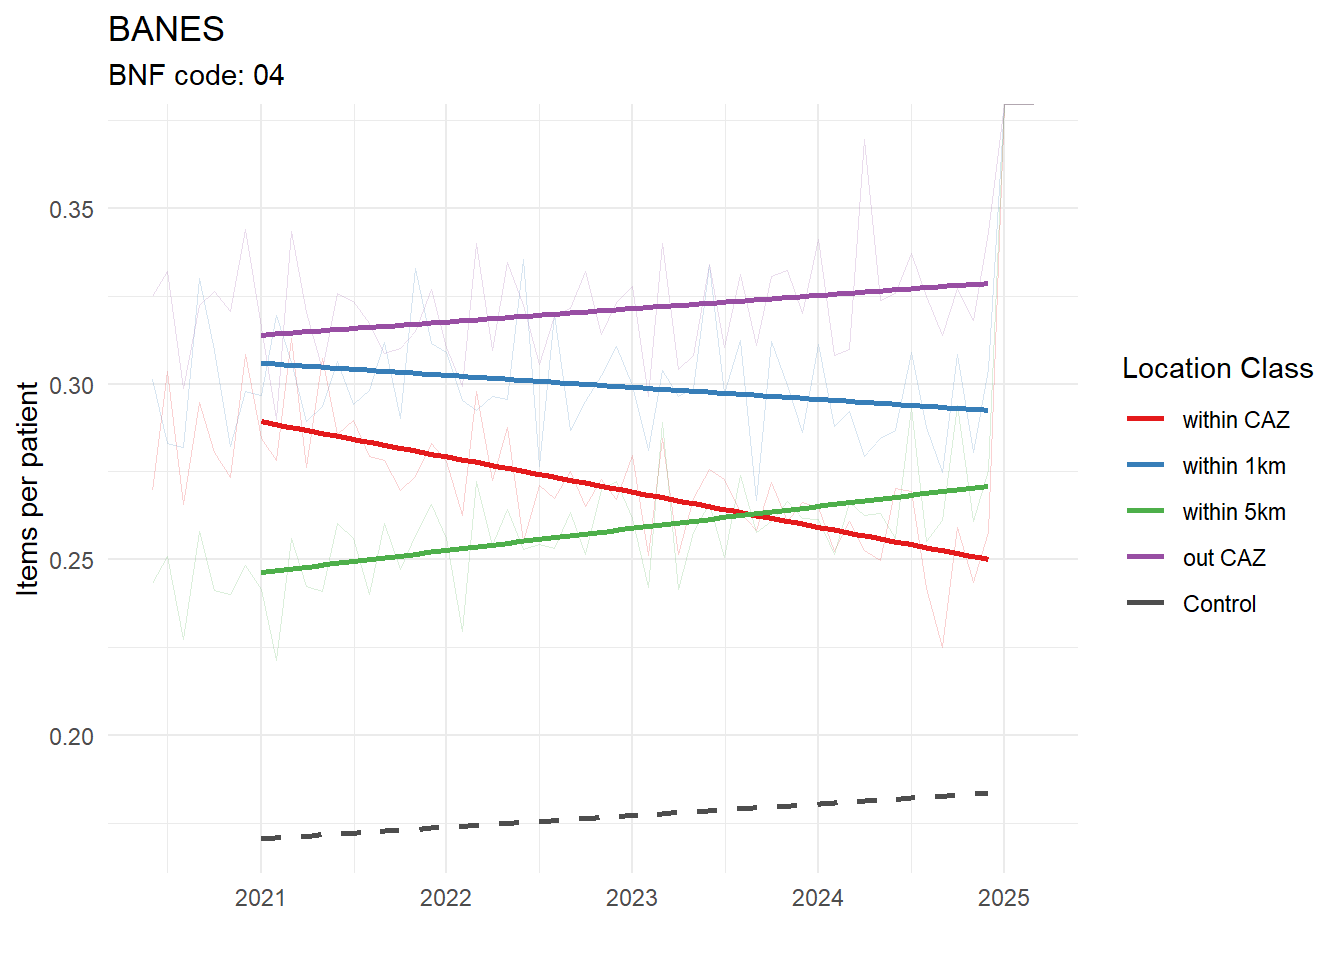 BANES
BNF code: 04
Items per patient
0.35
0.30
0.25
0.20
2021
2022
2023
2024
2025
Location Class
within CAZ
within 1km
within 5km
out CAZ
Control